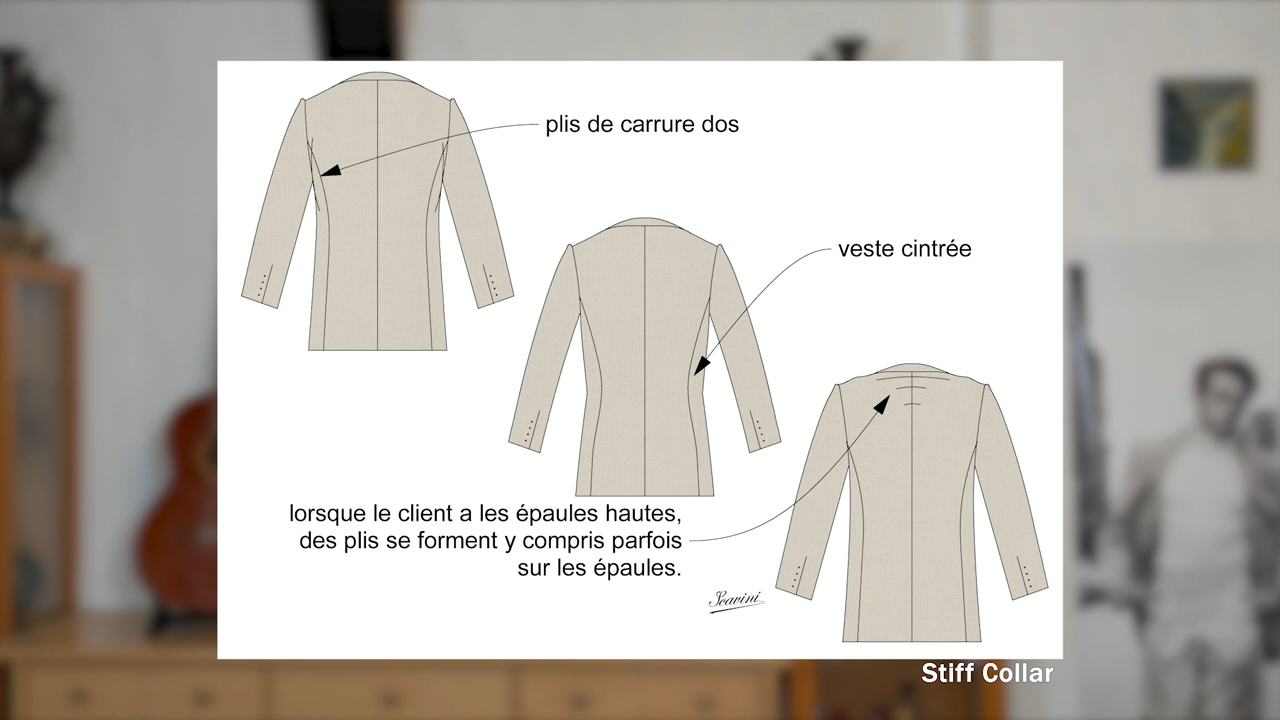 plis de carrure dos
veste cintrée
lorsque le client a les épaules hautes,
des plis se forment y compris parfois
sur les épaules.
Scavini
Stiff Collar